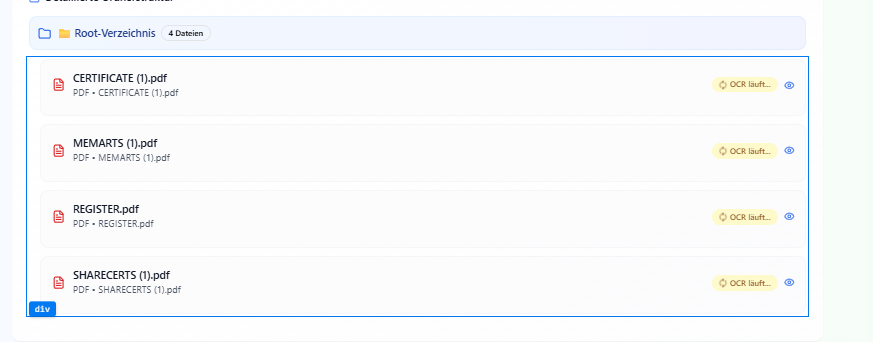 Root-Verzeichnis 4 Dateien
CERTIFICATE (1).pdf
PDF • CERTIFICATE (1).pdf
OCR läuft...
MEMARTS (1).pdf
PDF • MEMARTS (1).pdf
OCR läuft...
REGISTER.pdf
PDF • REGISTER.pdf
OCR läuft...
SHARECERTS (1).pdf
PDF • SHARECERTS (1).pdf
OCR läuft...
div